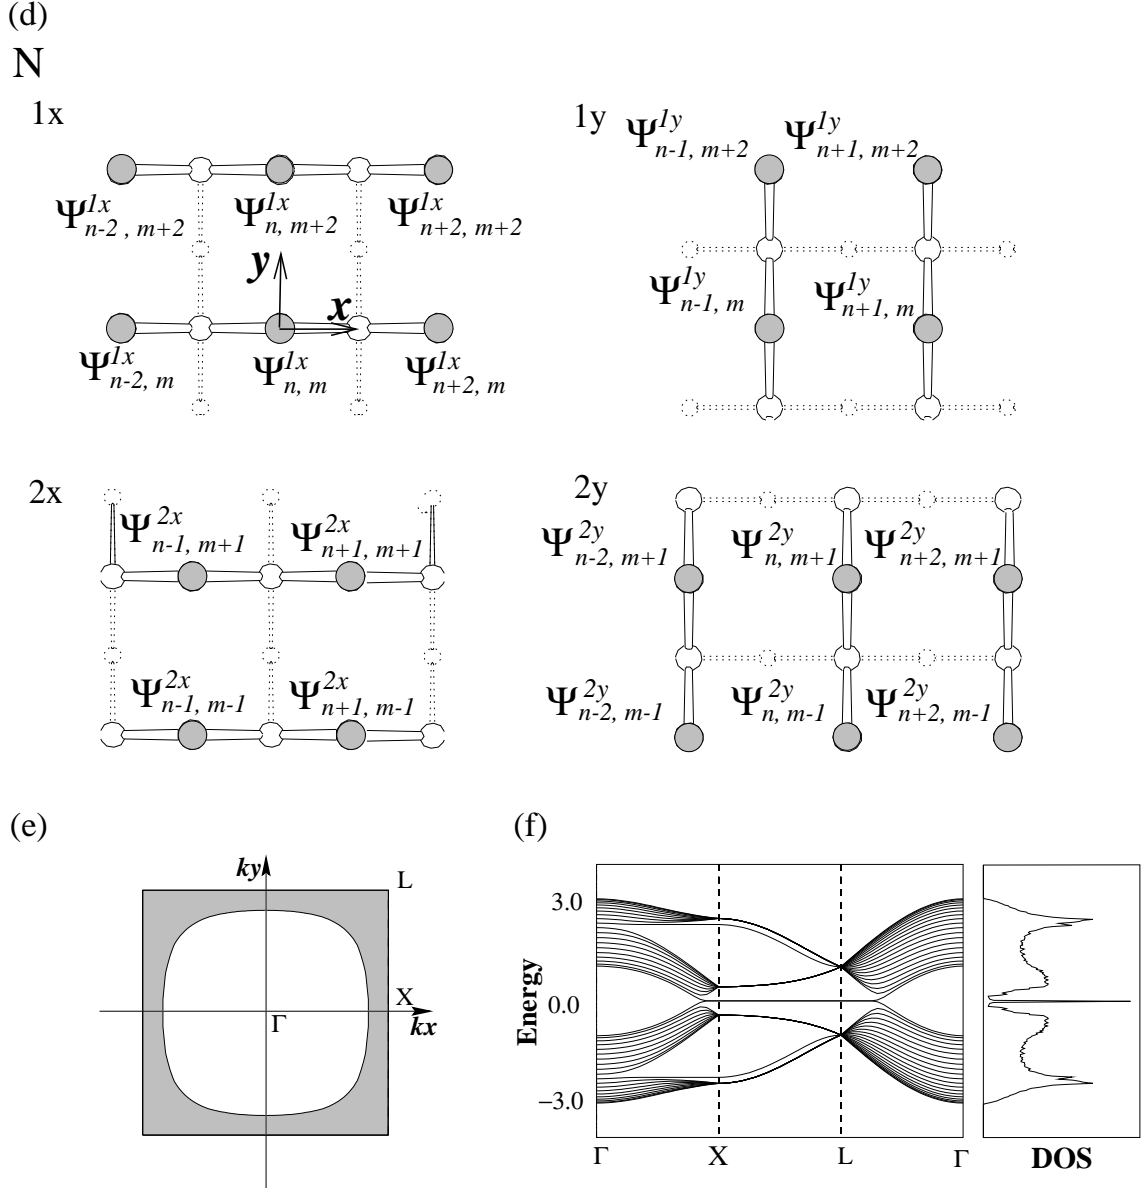 (d)
N
1x
Ψ^{1x}_{n-2 , m+2} Ψ^{1x}_{n, m+2} Ψ^{1x}_{n+2, m+2}
y
x
Ψ^{1x}_{n-2, m} Ψ^{1x}_{n, m} Ψ^{1x}_{n+2, m}
1y
Ψ^{1y}_{n-1, m+2} Ψ^{1y}_{n+1, m+2}
Ψ^{1y}_{n-1, m} Ψ^{1y}_{n+1, m}
2x
Ψ^{2x}_{n-1, m+1} Ψ^{2x}_{n+1, m+1}
Ψ^{2x}_{n-1, m-1} Ψ^{2x}_{n+1, m-1}
2y
Ψ^{2y}_{n-2, m+1} Ψ^{2y}_{n, m+1} Ψ^{2y}_{n+2, m+1}
Ψ^{2y}_{n-2, m-1} Ψ^{2y}_{n, m-1} Ψ^{2y}_{n+2, m-1}
(e)
ky
L
X
Γ
kx
(f)
Energy
3.0
0.0
−3.0
Γ X L Γ
DOS